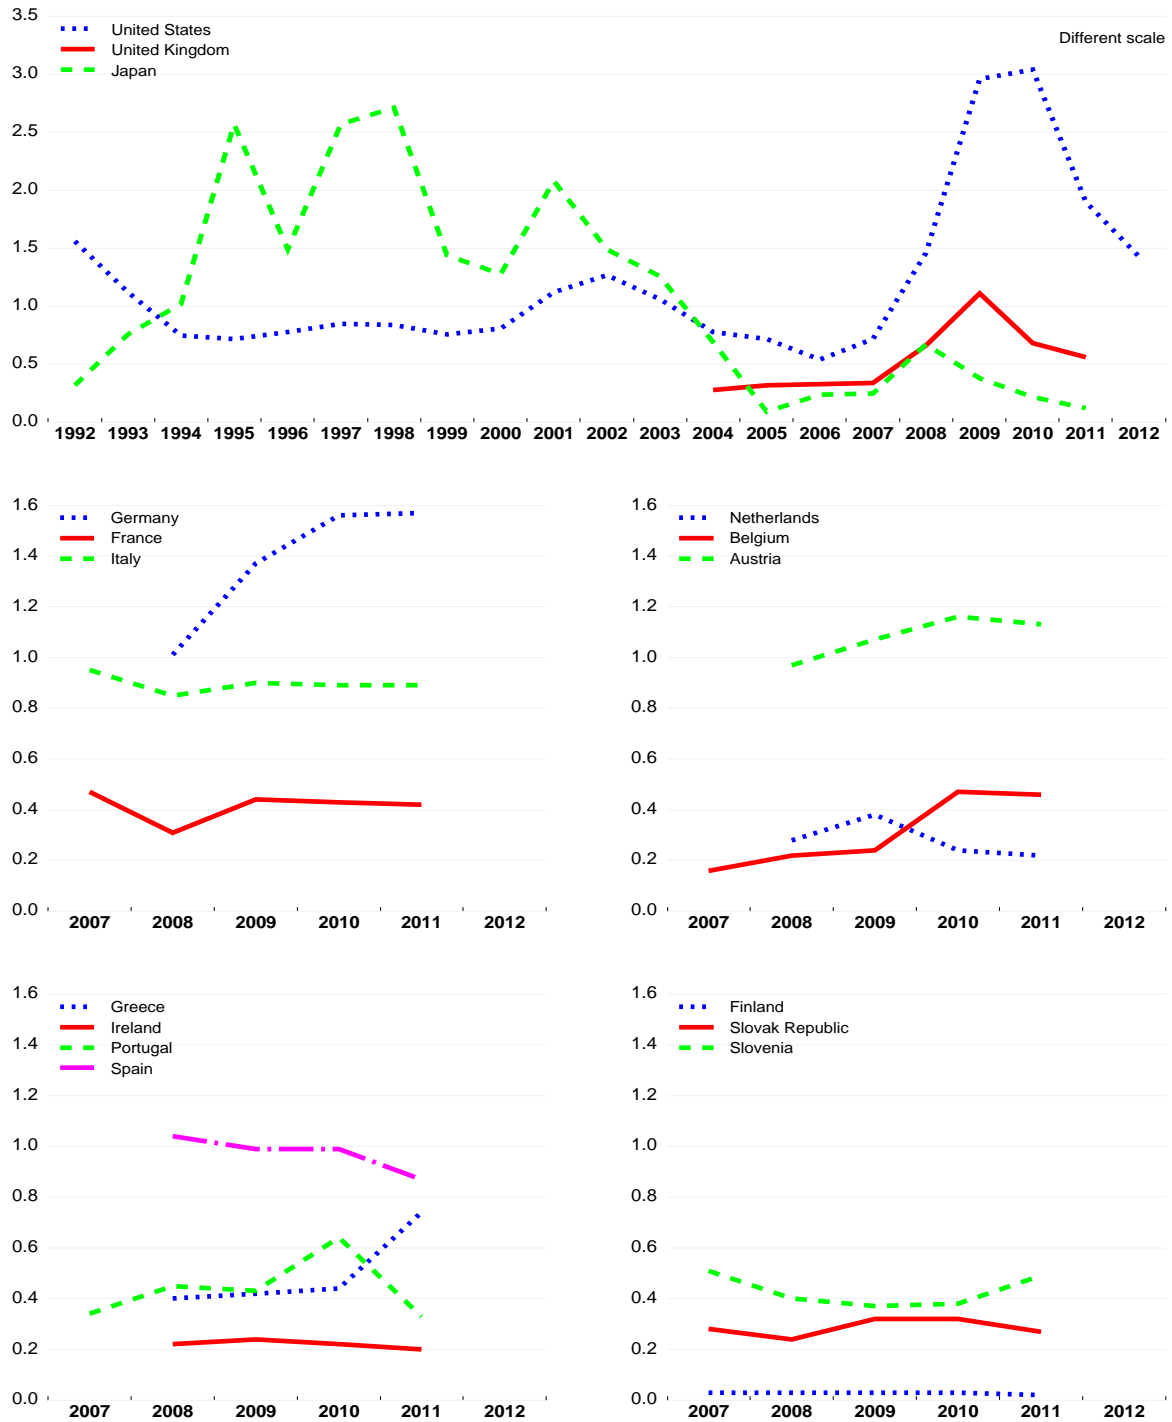 3.5
United States
United Kingdom
Japan
Different scale
3.0
2.5
2.0
1.5
1.0
0.5
0.0
1992 1993 1994 1995 1996 1997 1998 1999 2000 2001 2002 2003 2004 2005 2006 2007 2008 2009 2010 2011 2012
1.6
Germany
France
Italy
1.4
1.2
1.0
0.8
0.6
0.4
0.2
0.0
2007 2008 2009 2010 2011 2012
1.6
Netherlands
Belgium
Austria
1.4
1.2
1.0
0.8
0.6
0.4
0.2
0.0
2007 2008 2009 2010 2011 2012
1.6
Greece
Ireland
Portugal
Spain
1.4
1.2
1.0
0.8
0.6
0.4
0.2
0.0
2007 2008 2009 2010 2011 2012
1.6
Finland
Slovak Republic
Slovenia
1.4
1.2
1.0
0.8
0.6
0.4
0.2
0.0
2007 2008 2009 2010 2011 2012